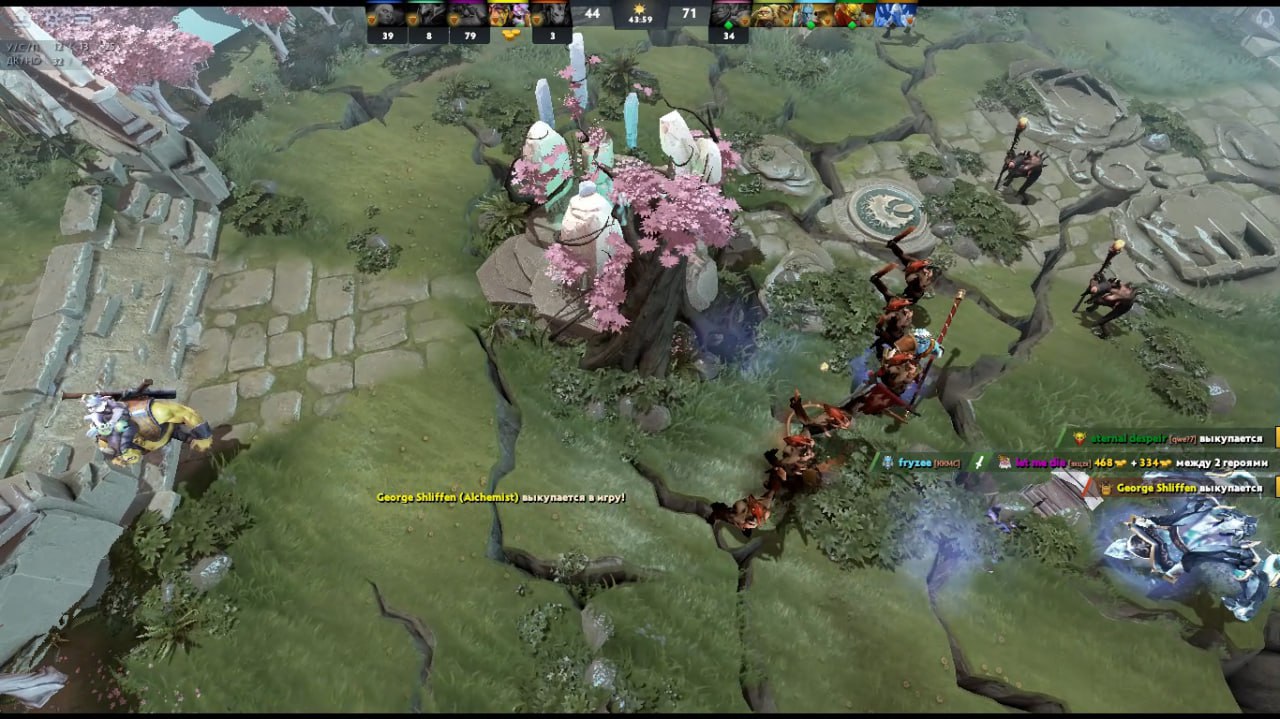 44 43:59 71
39 8 79 3 34
У/С/П
eternal despair [qwe??] выкупается
fryzee [ККМС] let me die 468 + 334 между 2 героями
George Shliffen выкупается
George Shliffen (Alchemist) выкупается в игру!